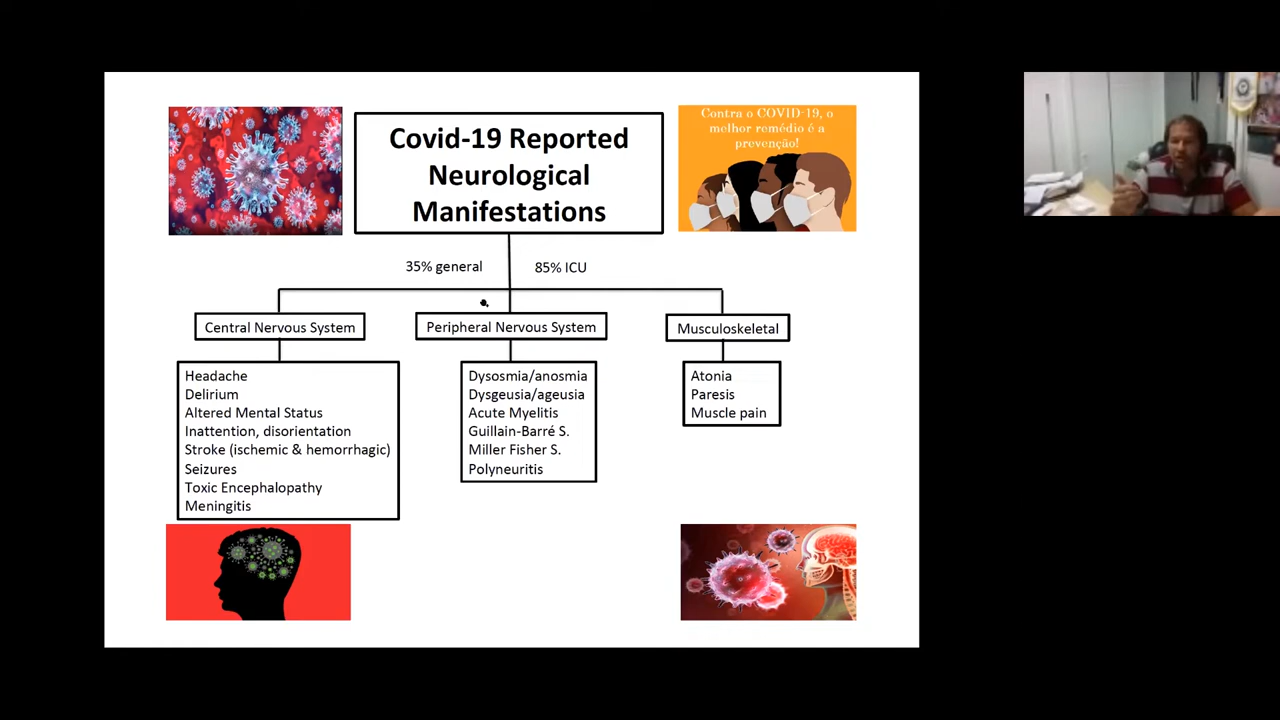 Covid-19 Reported
Neurological
Manifestations
Contra o COVID-19, o
melhor remédio é a
prevenção!
35% general
85% ICU
Central Nervous System
Peripheral Nervous System
Musculoskeletal
Headache
Delirium
Altered Mental Status
Inattention, disorientation
Stroke (ischemic & hemorrhagic)
Seizures
Toxic Encephalopathy
Meningitis
Dysosmia/anosmia
Dysgeusia/ageusia
Acute Myelitis
Guillain-Barré S.
Miller Fisher S.
Polyneuritis
Atonia
Paresis
Muscle pain